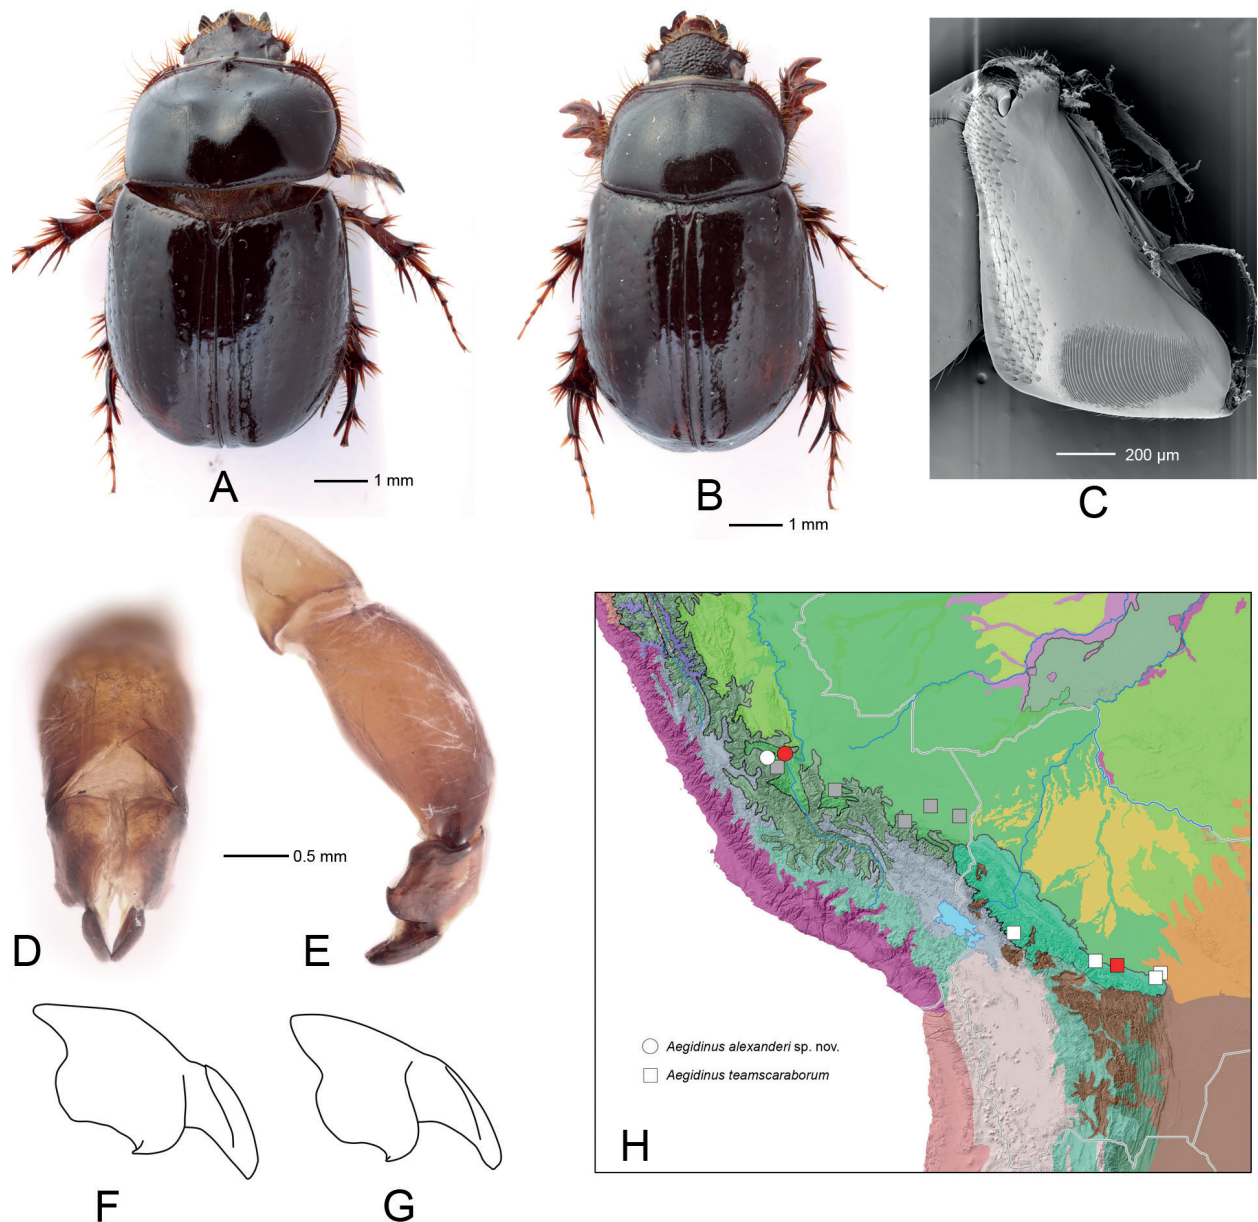 A
1 mm
B
1 mm
200 µm
C
D
0.5 mm
E
F
G
Aegidinus alexanderi sp. nov.
Aegidinus teamscaraborum
H